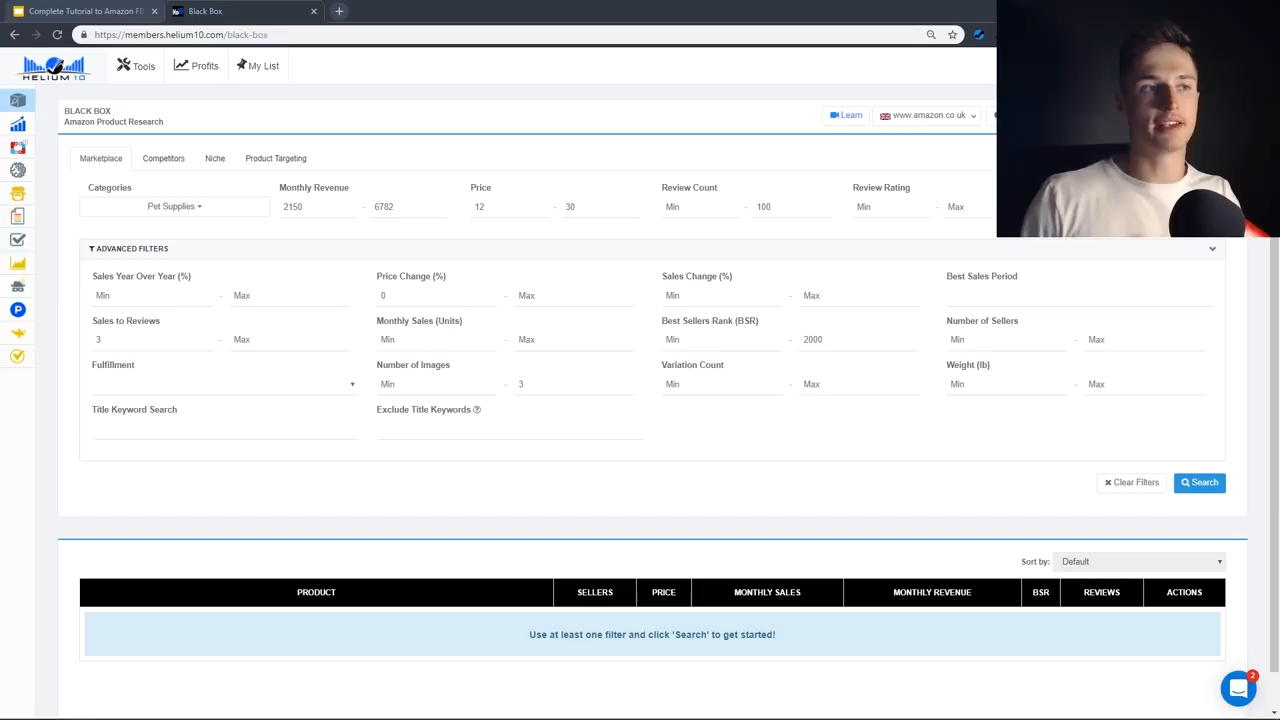 Complete Tutorial to Amazon FB
Black Box
https://members.helium10.com/black-box
HELIUM 10
Tools
Profits
My List
BLACK BOX
Amazon Product Research
Learn
www.amazon.co.uk
Marketplace
Competitors
Niche
Product Targeting
Categories
Monthly Revenue
Price
Review Count
Review Rating
Pet Supplies
2150 - 6782
12 - 30
Min - 100
Min - Max
ADVANCED FILTERS
Sales Year Over Year (%)
Price Change (%)
Sales Change (%)
Best Sales Period
Min - Max
0 - Max
Min - Max
Sales to Reviews
Monthly Sales (Units)
Best Sellers Rank (BSR)
Number of Sellers
3 - Max
Min - Max
Min - 2000
Min - Max
Fulfillment
Number of Images
Variation Count
Weight (lb)
Min - 3
Min - Max
Min - Max
Title Keyword Search
Exclude Title Keywords
Clear Filters
Search
Sort by: Default
PRODUCT
SELLERS
PRICE
MONTHLY SALES
MONTHLY REVENUE
BSR
REVIEWS
ACTIONS
Use at least one filter and click 'Search' to get started!
2